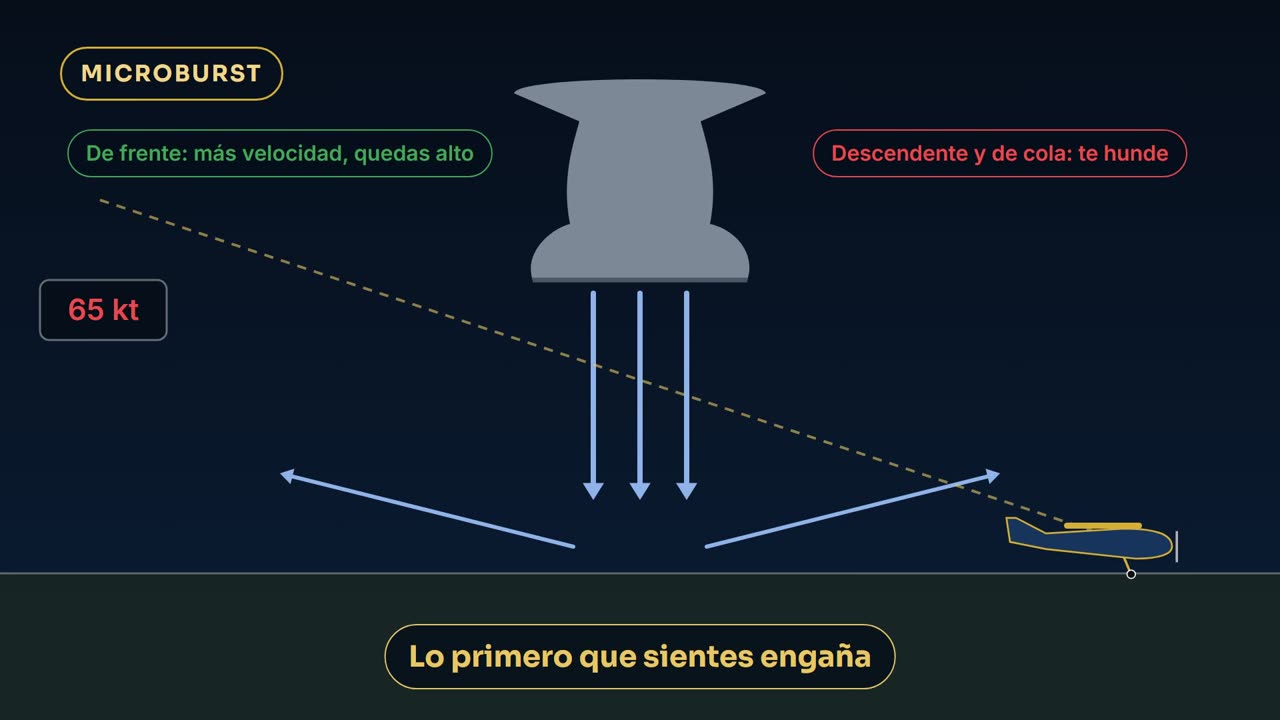 MICROBURST
De frente: más velocidad, quedas alto
Descendente y de cola: te hunde
65 kt
Lo primero que sientes engaña